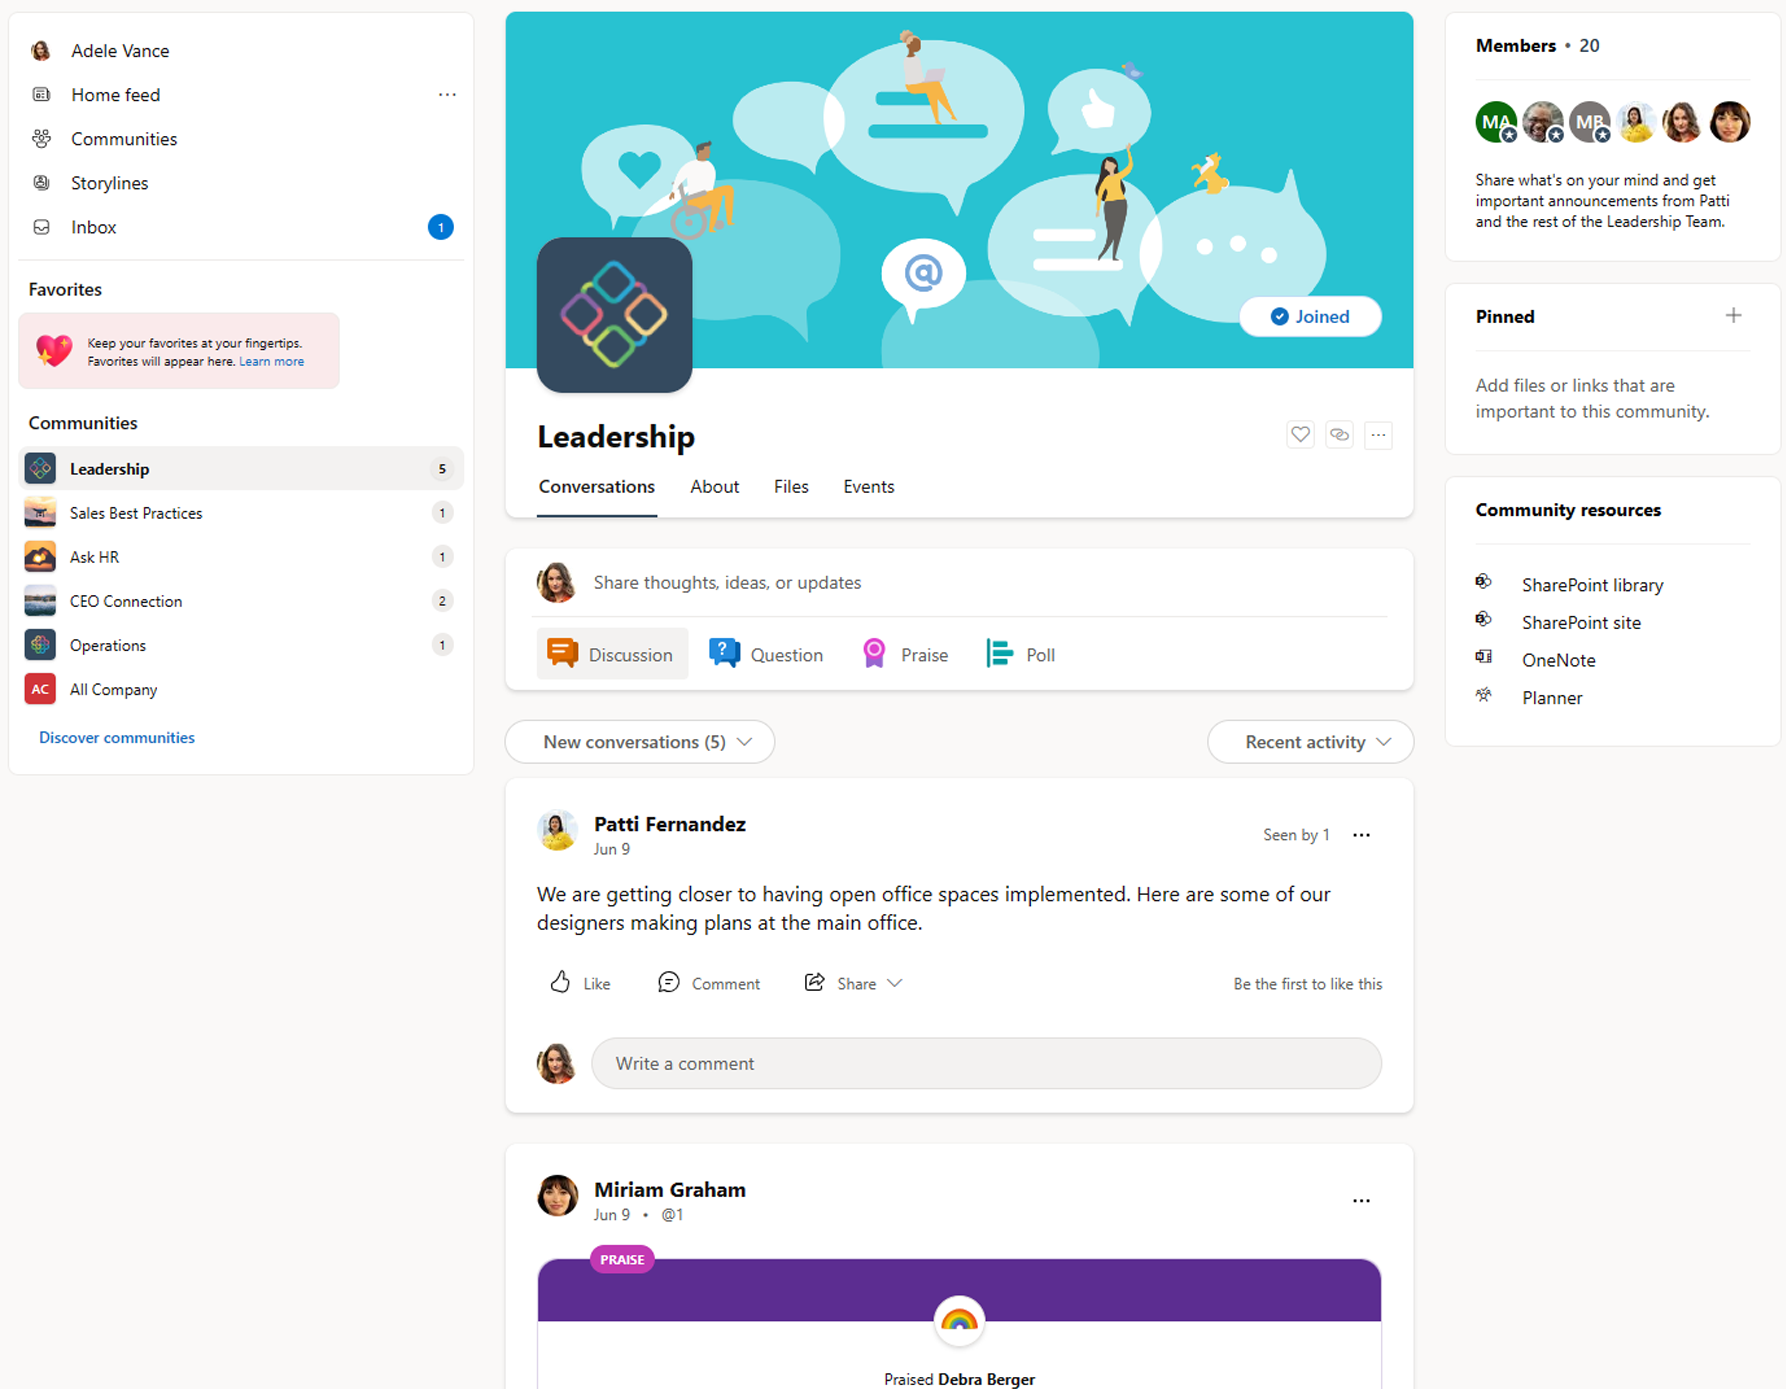 Adele Vance
Home feed
Communities
Storylines
Inbox
1
Favorites
Keep your favorites at your fingertips.
Favorites will appear here. Learn more
Communities
Leadership
5
Sales Best Practices
1
Ask HR
1
CEO Connection
2
Operations
1
AC
All Company
Discover communities
@
Joined
Leadership
Conversations
About
Files
Events
Share thoughts, ideas, or updates
Discussion
?
Question
Praise
Poll
New conversations (5)
Recent activity
Patti Fernandez
Jun 9
Seen by 1
We are getting closer to having open office spaces implemented. Here are some of our
designers making plans at the main office.
Like
Comment
Share
Be the first to like this
Write a comment
Miriam Graham
Jun 9 • @1
PRAISE
Praised Debra Berger
Members • 20
MA
MB
Share what's on your mind and get
important announcements from Patti
and the rest of the Leadership Team.
Pinned
Add files or links that are
important to this community.
Community resources
SharePoint library
SharePoint site
OneNote
Planner